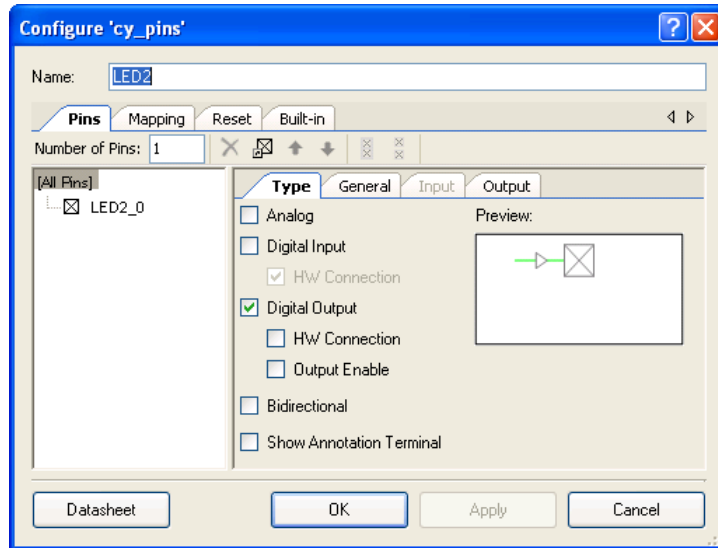 Configure 'cy_pins'
Name: LED2
Pins Mapping Reset Built-in
Number of Pins: 1
[All Pins]
LED2_0
Type General Input Output
Analog
Preview:
Digital Input
HW Connection
Digital Output
HW Connection
Output Enable
Bidirectional
Show Annotation Terminal
Datasheet OK Apply Cancel